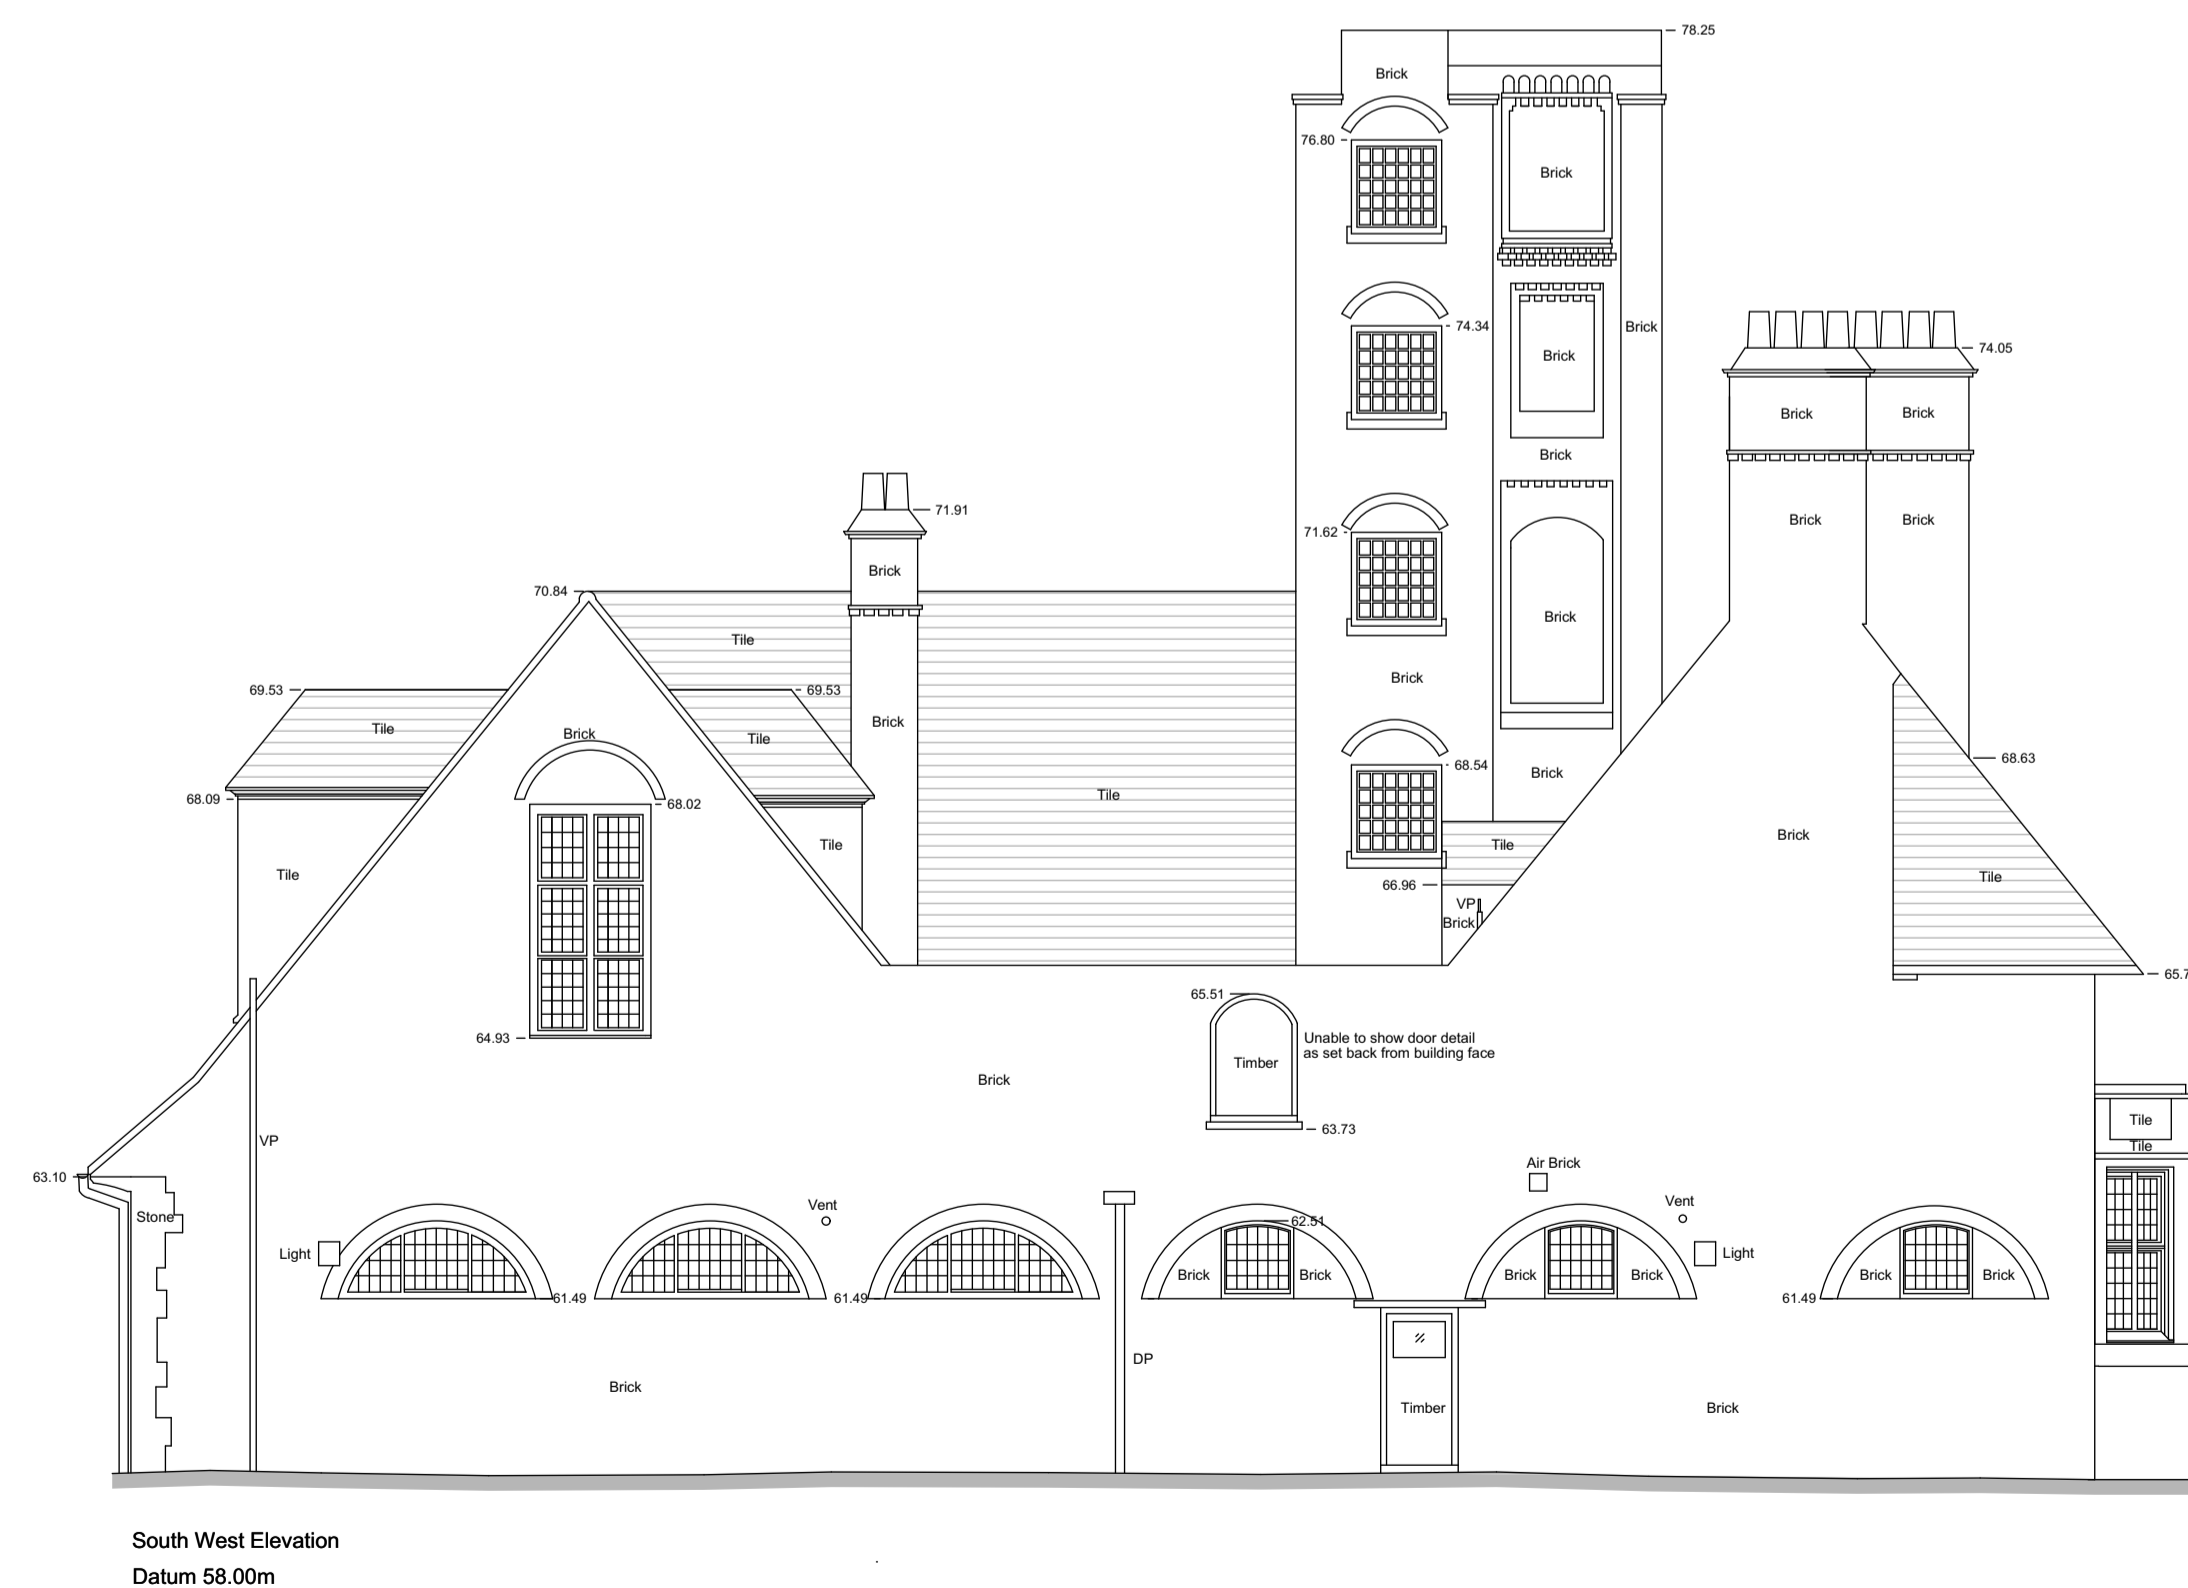 78.25
Brick
76.80
Brick
74.34
Brick
Brick
74.05
Brick
Brick
Brick
71.91
Brick
Brick
71.62
Brick
70.84
Brick
Tile
Brick
69.53
69.53
Tile
Brick
Brick
Tile
68.63
68.54
Brick
Tile
68.09
68.02
Brick
Tile
Tile
Tile
Tile
66.96
VP
Brick
65.7
65.51
Unable to show door detail
as set back from building face
64.93
Timber
Brick
63.73
Tile
Tile
VP
Air Brick
63.10
Vent
Vent
Stone
62.51
Light
Light
Brick
Brick
Brick
Brick
Brick
Brick
61.49
61.49
61.49
DP
Brick
Timber
Brick
South West Elevation
Datum 58.00m